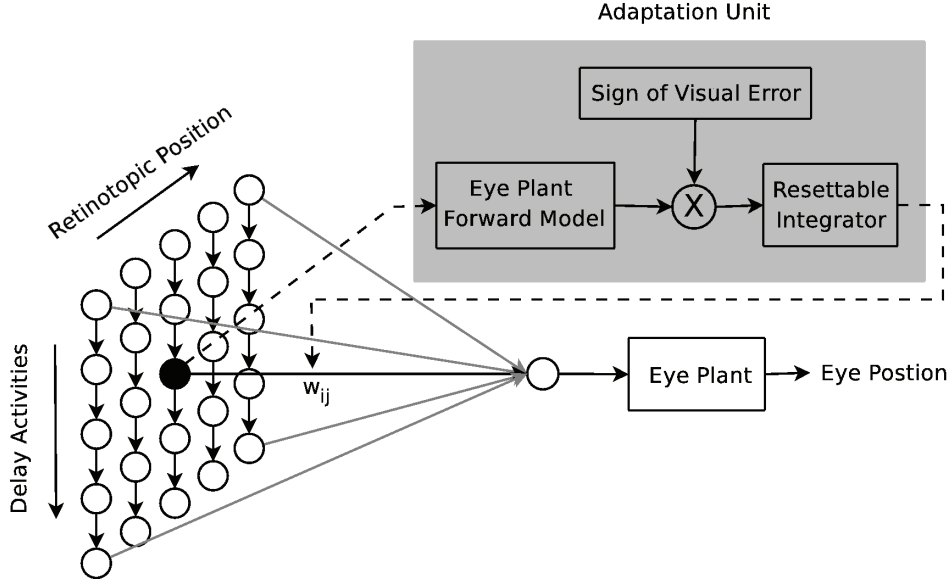 Adaptation Unit
Sign of Visual Error
Retinotopic Position
Eye Plant
Forward Model
X
Resettable
Integrator
Delay Activities
wij
Eye Plant
Eye Postion